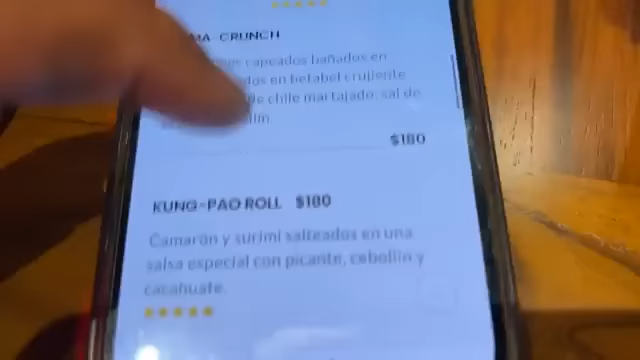 MA-CRUNCH
capeados bañados en
dos en betabel crujiente
de chile martajado, sal de
$180
KUNG-PAO ROLL $180
Camarón y surimi salteados en una
salsa especial con picante, cebollin y
cacahuate.